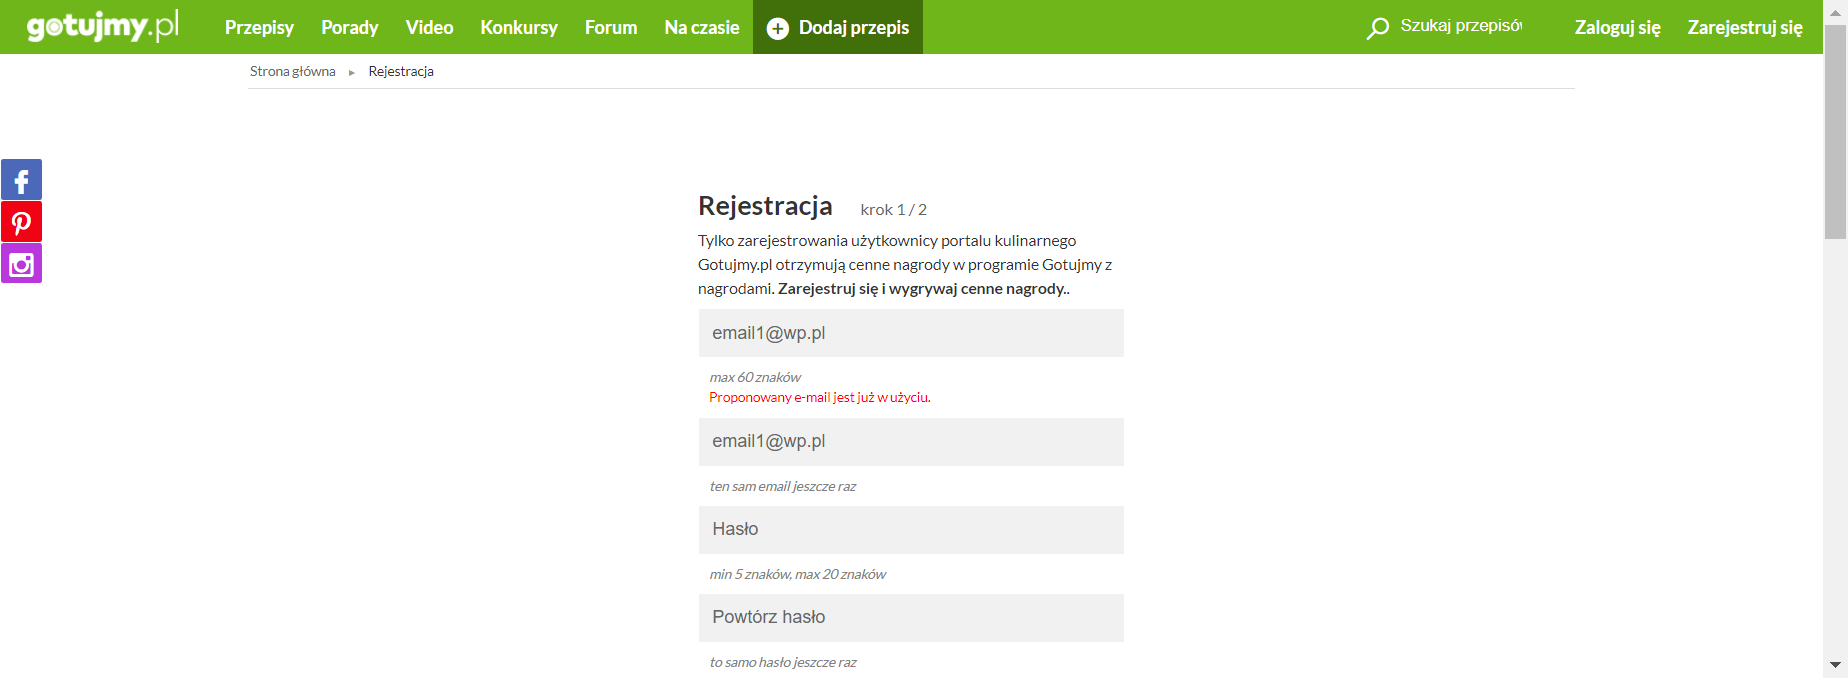 gotujmy.pl Przepisy Porady Video Konkursy Forum Na czasie Dodaj przepis Szukaj przepisów Zaloguj się Zarejestruj się
Strona główna ▸ Rejestracja
Rejestracja krok 1 / 2
Tylko zarejestrowania użytkownicy portalu kulinarnego
Gotujmy.pl otrzymują cenne nagrody w programie Gotujmy z
nagrodami. Zarejestruj się i wygrywaj cenne nagrody..
email1@wp.pl
max 60 znaków
Proponowany e-mail jest już w użyciu.
email1@wp.pl
ten sam email jeszcze raz
Hasło
min 5 znaków, max 20 znaków
Powtórz hasło
to samo hasło jeszcze raz